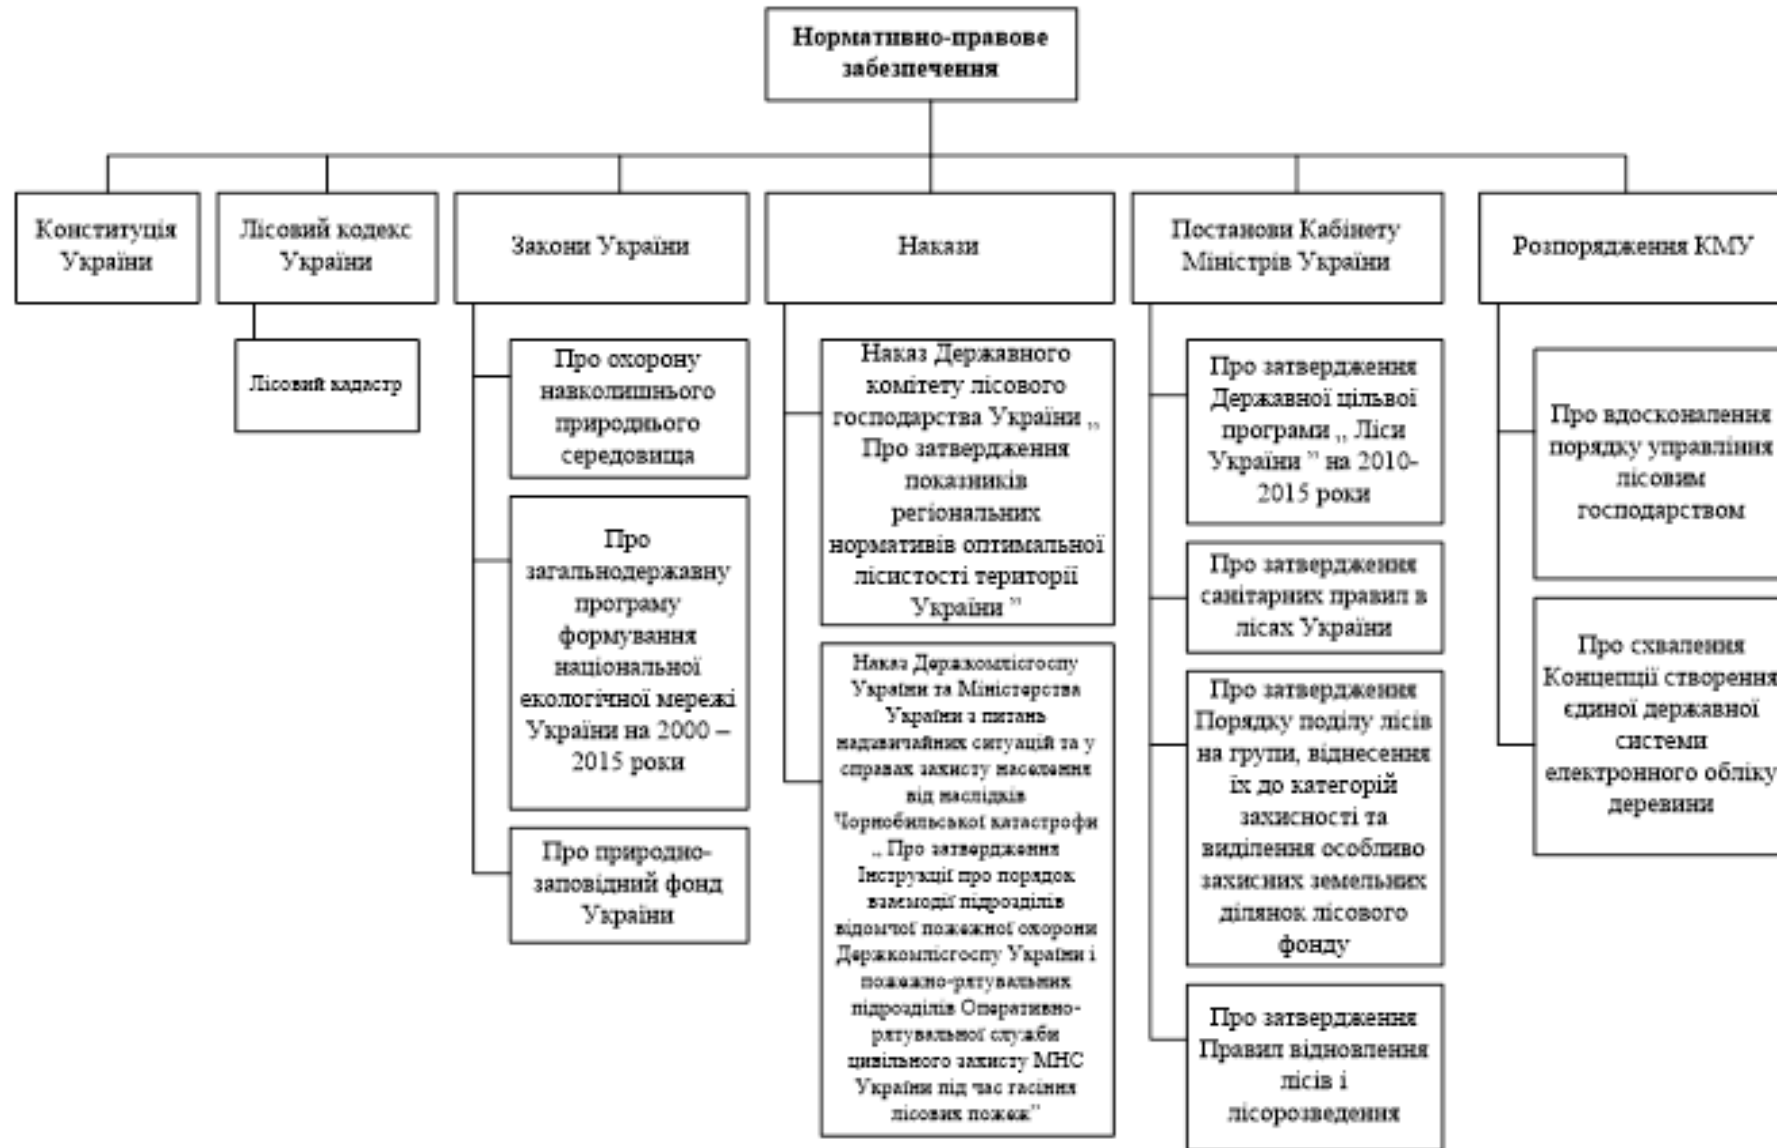 Нормативно-правове
забезпечення
Конституція
України
Лісовий кодекс
України
Закони України
Накази
Постанови Кабінету
Міністрів України
Розпорядження КМУ
Лісовий кадастр
Про охорону
навколишнього
природнього
середовища
Про
загальнодержавну
програму
формування
національної
екологічної мережі
України на 2000 –
2015 роки
Про природно-
заповідний фонд
України
Наказ Державного
комітету лісового
господарства України „
Про затвердження
показників
регіональних
нормативів оптимальної
лісистості території
України ”
Наказ Держкомлісгоспу
України та Міністерства
України з питань
надзвичайних ситуацій та у
справах захисту населення
від наслідків
Чорнобильської катастрофи
„ Про затвердження
Інструкції про порядок
взаємодії підрозділів
відомчої пожежної охорони
Держкомлісгоспу України і
пожежно-рятувальних
підрозділів Оперативно-
рятувальної служби
цивільного захисту МНС
України під час гасіння
лісових пожеж”
Про затвердження
Державної цільвої
програми „ Ліси
України ” на 2010-
2015 роки
Про затвердження
санітарних правил в
лісах України
Про затвердження
Порядку поділу лісів
на групи, віднесення
їх до категорій
захисності та
виділення особливо
захисних земельних
ділянок лісового
фонду
Про затвердження
Правил відновлення
лісів і
лісорозведення
Про вдосконалення
порядку управління
лісовим
господарством
Про схвалення
Концепції створення
єдиної державної
системи
електронного обліку
деревини